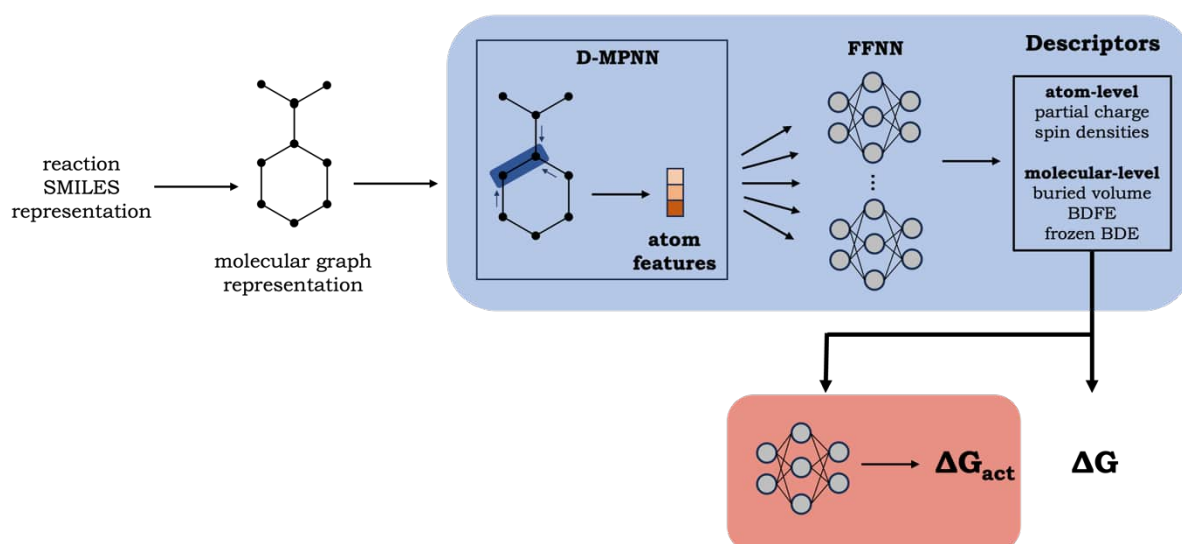 reaction
SMILES
representation
molecular graph
representation
D-MPNN
atom
features
FFNN
...
Descriptors
atom-level
partial charge
spin densities
molecular-level
buried volume
BDFE
frozen BDE
ΔGact
ΔG